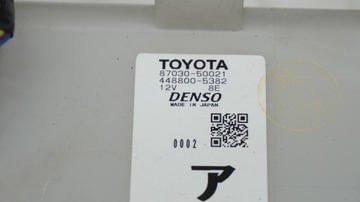 TOYOTA
87030-50021
448800-5382
12V 8E
DENSO
MADE IN JAPAN
0002
ア